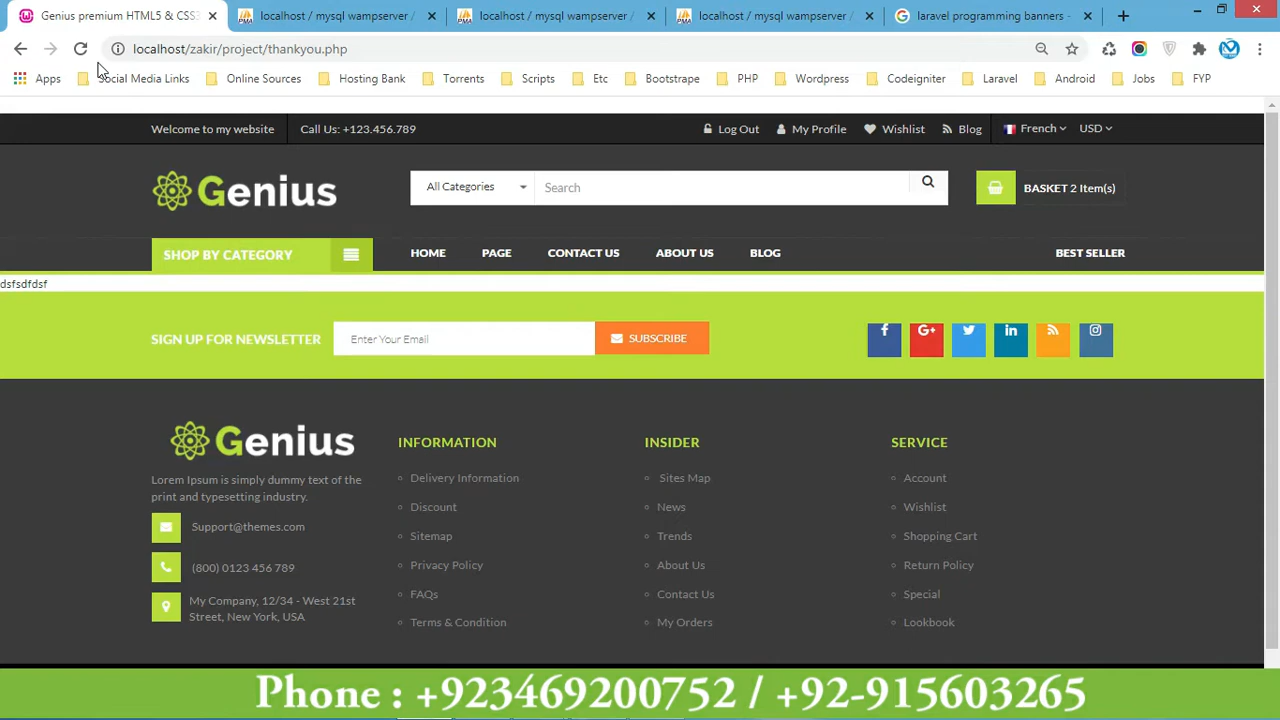 Genius premium HTML5 & CSS3
localhost / mysql wampserver /
localhost / mysql wampserver /
localhost / mysql wampserver /
laravel programming banners -
localhost/zakir/project/thankyou.php
Apps
Social Media Links
Online Sources
Hosting Bank
Torrents
Scripts
Etc
Bootstrape
PHP
Wordpress
Codeigniter
Laravel
Android
Jobs
FYP
Welcome to my website
Call Us: +123.456.789
Log Out
My Profile
Wishlist
Blog
French
USD
Genius
All Categories
Search
BASKET 2 Item(s)
SHOP BY CATEGORY
HOME
PAGE
CONTACT US
ABOUT US
BLOG
BEST SELLER
dsfsdfdsf
SIGN UP FOR NEWSLETTER
Enter Your Email
SUBSCRIBE
Genius
Lorem Ipsum is simply dummy text of the
print and typesetting industry.
Support@themes.com
(800) 0123 456 789
My Company, 12/34 - West 21st
Street, New York, USA
INFORMATION
Delivery Information
Discount
Sitemap
Privacy Policy
FAQs
Terms & Condition
INSIDER
Sites Map
News
Trends
About Us
Contact Us
My Orders
SERVICE
Account
Wishlist
Shopping Cart
Return Policy
Special
Lookbook
Phone : +923469200752 / +92-915603265